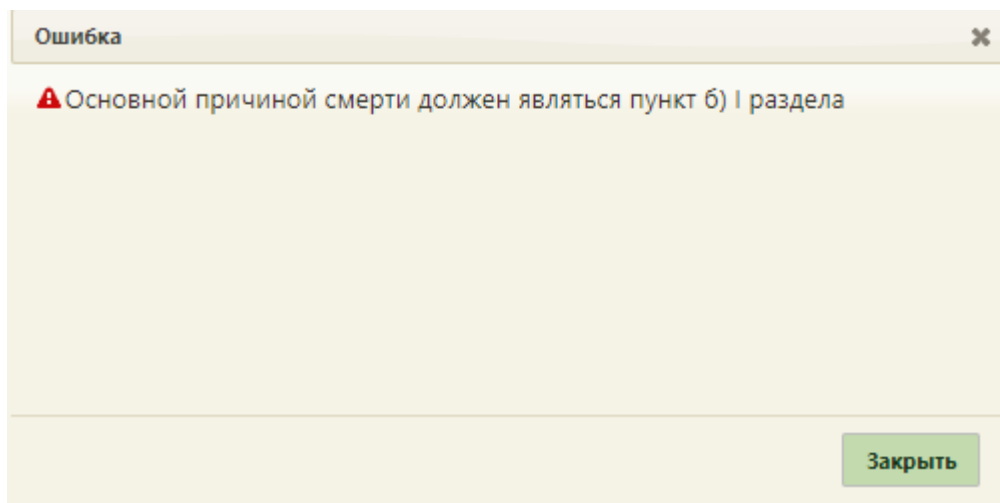 Ошибка
Основной причиной смерти должен являться пункт б) I раздела
Закрыть